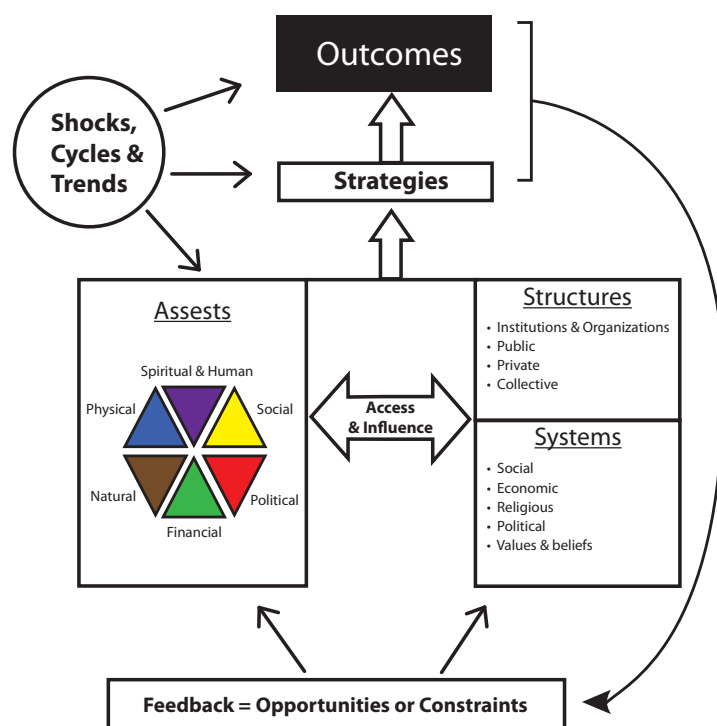 Outcomes
Shocks,
Cycles &
Trends
Strategies
Assests
Spiritual & Human
Physical
Social
Natural
Political
Financial
Access
& Influence
Structures
• Institutions & Organizations
• Public
• Private
• Collective
Systems
• Social
• Economic
• Religious
• Political
• Values & beliefs
Feedback = Opportunities or Constraints